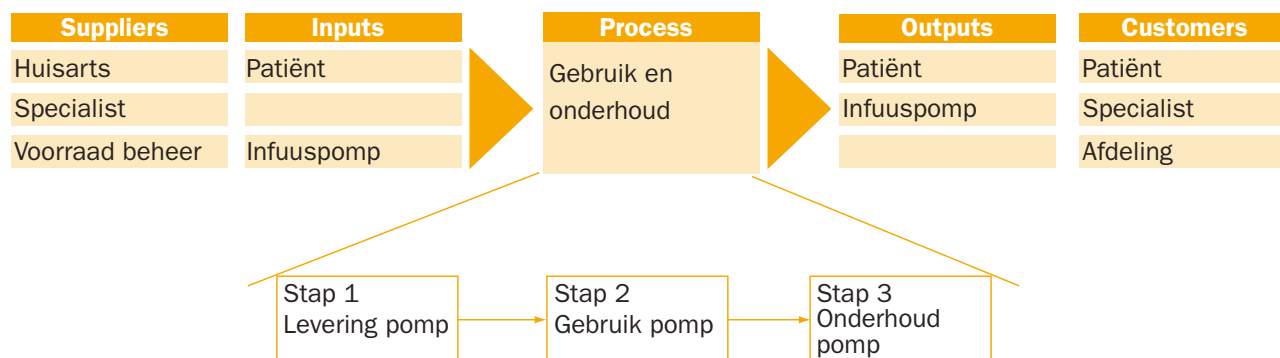 Suppliers Inputs Process Outputs Customers
Huisarts Patiënt Gebruik en Patiënt Patiënt
Specialist onderhoud Infuuspomp Specialist
Voorraad beheer Infuuspomp Afdeling
Stap 1 Stap 2 Stap 3
Levering pomp Gebruik pomp Onderhoud
pomp